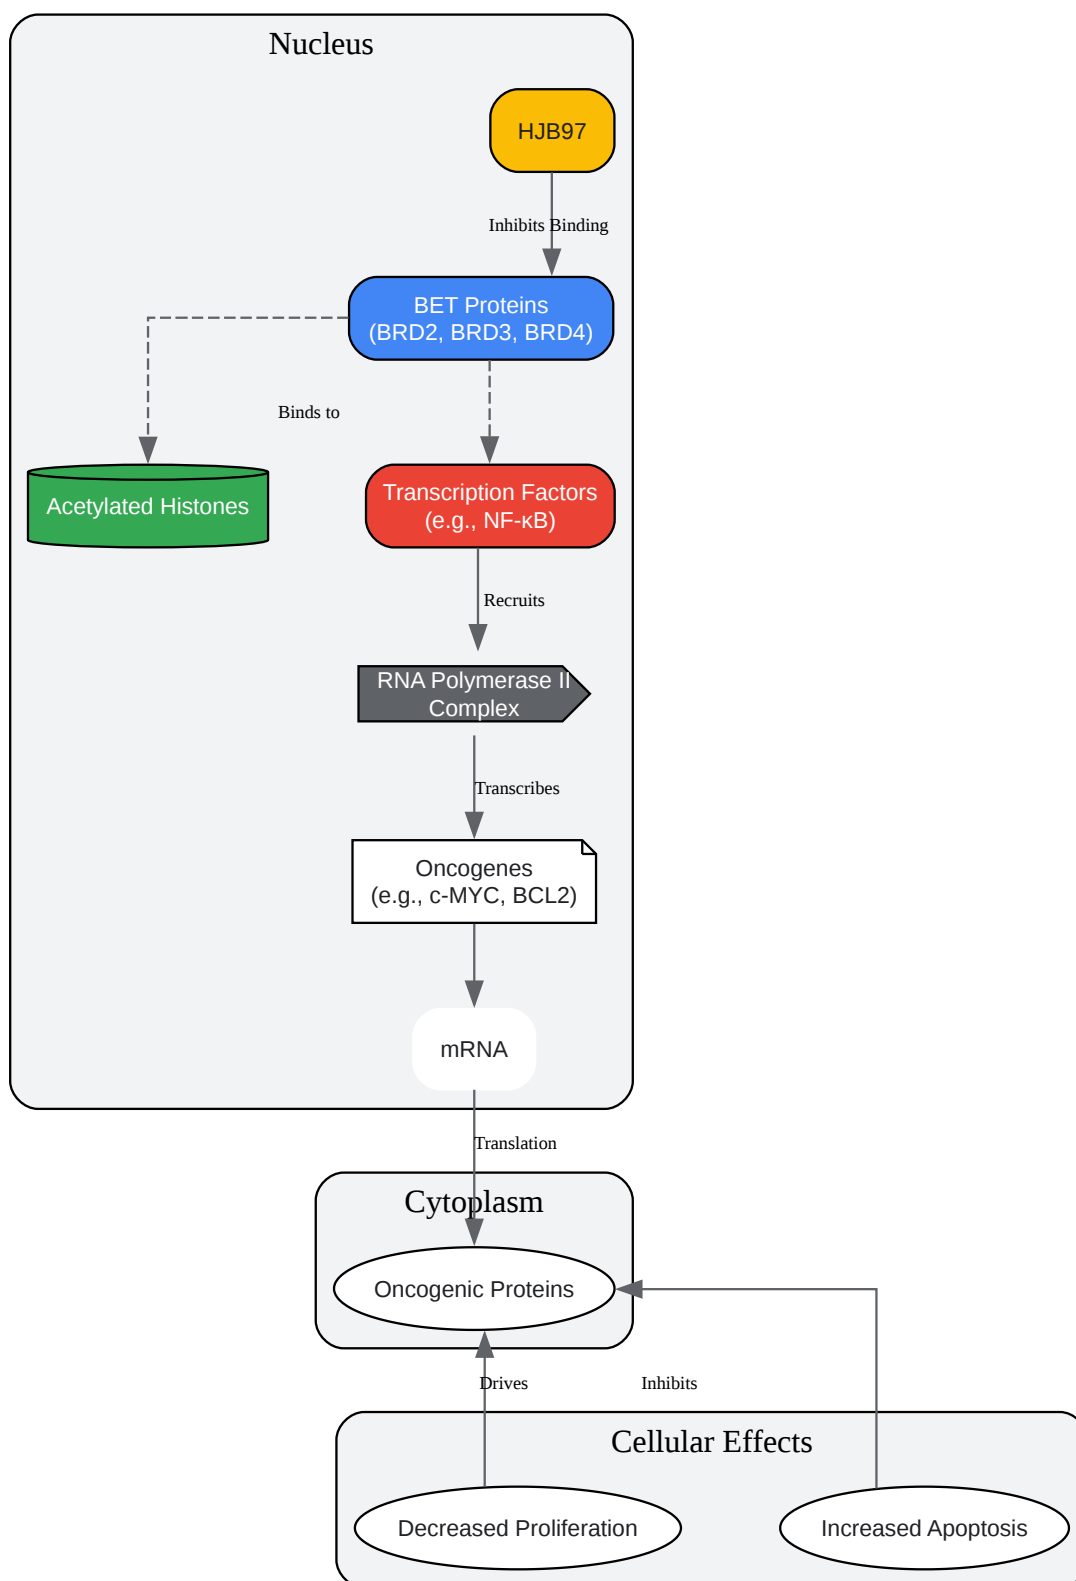 Nucleus
HJB97
Inhibits Binding
BET Proteins
(BRD2, BRD3, BRD4)
Binds to
Acetylated Histones
Transcription Factors
(e.g., NF-κB)
Recruits
RNA Polymerase II
Complex
Transcribes
Oncogenes
(e.g., c-MYC, BCL2)
mRNA
Translation
Cytoplasm
Oncogenic Proteins
Drives
Inhibits
Cellular Effects
Decreased Proliferation
Increased Apoptosis